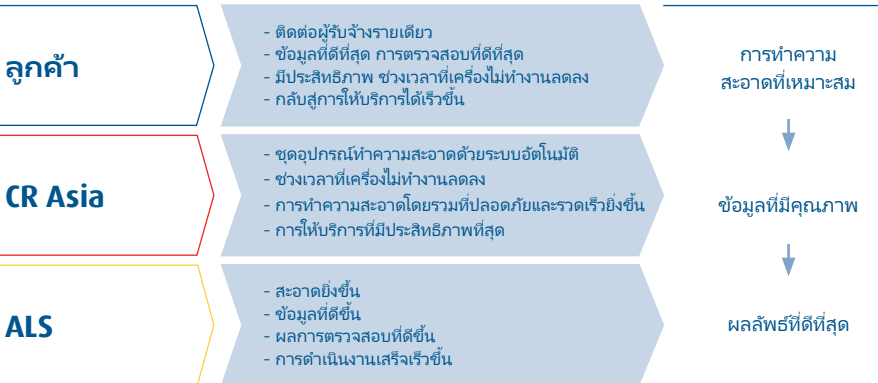 ลูกค้า
- ติดต่อผู้รับจ้างรายเดียว
- ข้อมูลที่ดีที่สุด การตรวจสอบที่ดีที่สุด
- มีประสิทธิภาพ ช่วงเวลาที่เครื่องไม่ทำงานลดลง
- กลับสู่การให้บริการได้เร็วขึ้น
CR Asia
- ชุดอุปกรณ์ทำความสะอาดด้วยระบบอัตโนมัติ
- ช่วงเวลาที่เครื่องไม่ทำงานลดลง
- การทำความสะอาดโดยรวมที่ปลอดภัยและรวดเร็วยิ่งขึ้น
- การให้บริการที่มีประสิทธิภาพที่สุด
ALS
- สะอาดยิ่งขึ้น
- ข้อมูลที่ดีขึ้น
- ผลการตรวจสอบที่ดีขึ้น
- การดำเนินงานเสร็จเร็วขึ้น
การทำความ
สะอาดที่เหมาะสม
ข้อมูลที่มีคุณภาพ
ผลลัพธ์ที่ดีที่สุด